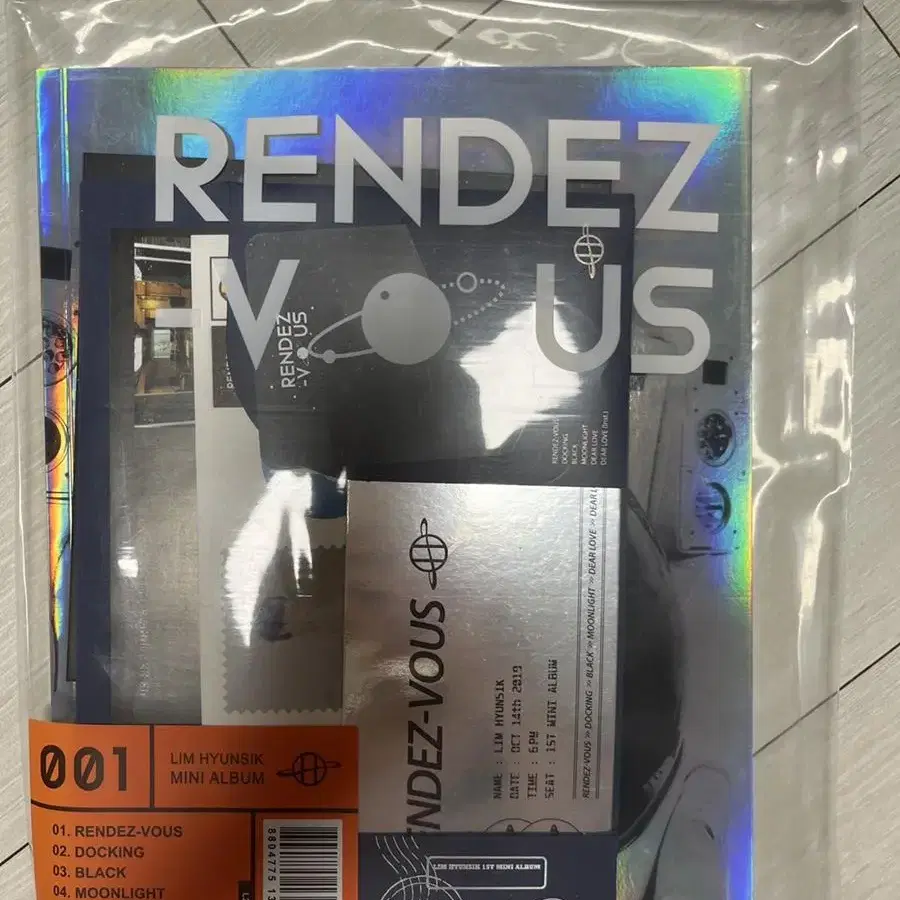 RENDEZ
-VOUS
RENDEZ
-VOUS
RENDEZ-VOUS
DOCKING
BLACK
MOONLIGHT
DEAR LOVE
DEAR LOVE (Inst.)
RENDEZ-VOUS
NAME : LIM HYUNSIK
DATE : OCT 14th 2019
TIME : 6PM
SEAT : 1ST MINI ALBUM
RENDEZ-VOUS >> DOCKING >> BLACK >> MOONLIGHT >> DEAR LOVE >> DEAR L
001
LIM HYUNSIK
MINI ALBUM
01. RENDEZ-VOUS
02. DOCKING
03. BLACK
04. MOONLIGHT
8804775 13
LIM HYUNSIK 1ST MINI ALBUM